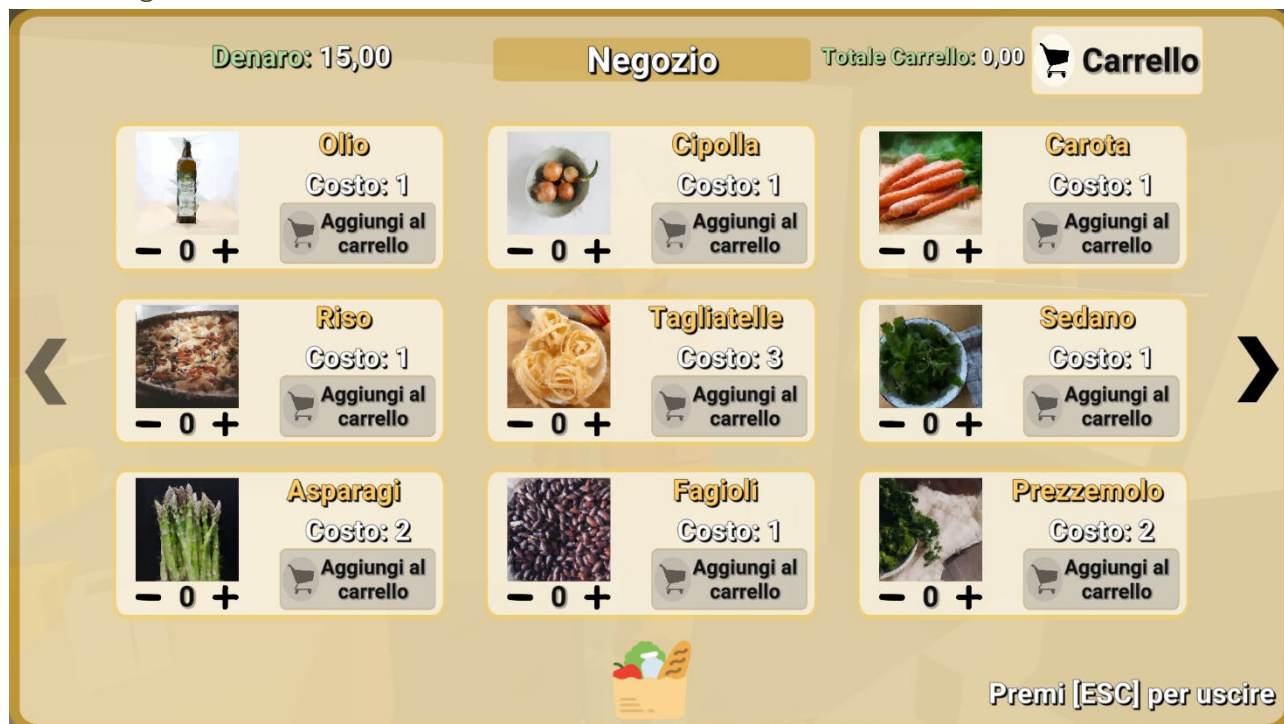 Denaro: 15,00
Negozio
Totale Carrello: 0,00
Carrello
Olio
Costo: 1
Aggiungi al
carrello
0
Cipolla
Costo: 1
Aggiungi al
carrello
0
Carota
Costo: 1
Aggiungi al
carrello
0
Riso
Costo: 1
Aggiungi al
carrello
0
Tagliatelle
Costo: 3
Aggiungi al
carrello
0
Sedano
Costo: 1
Aggiungi al
carrello
0
Asparagi
Costo: 2
Aggiungi al
carrello
0
Fagioli
Costo: 1
Aggiungi al
carrello
0
Prezzemolo
Costo: 2
Aggiungi al
carrello
0
Premi [ESC] per uscire